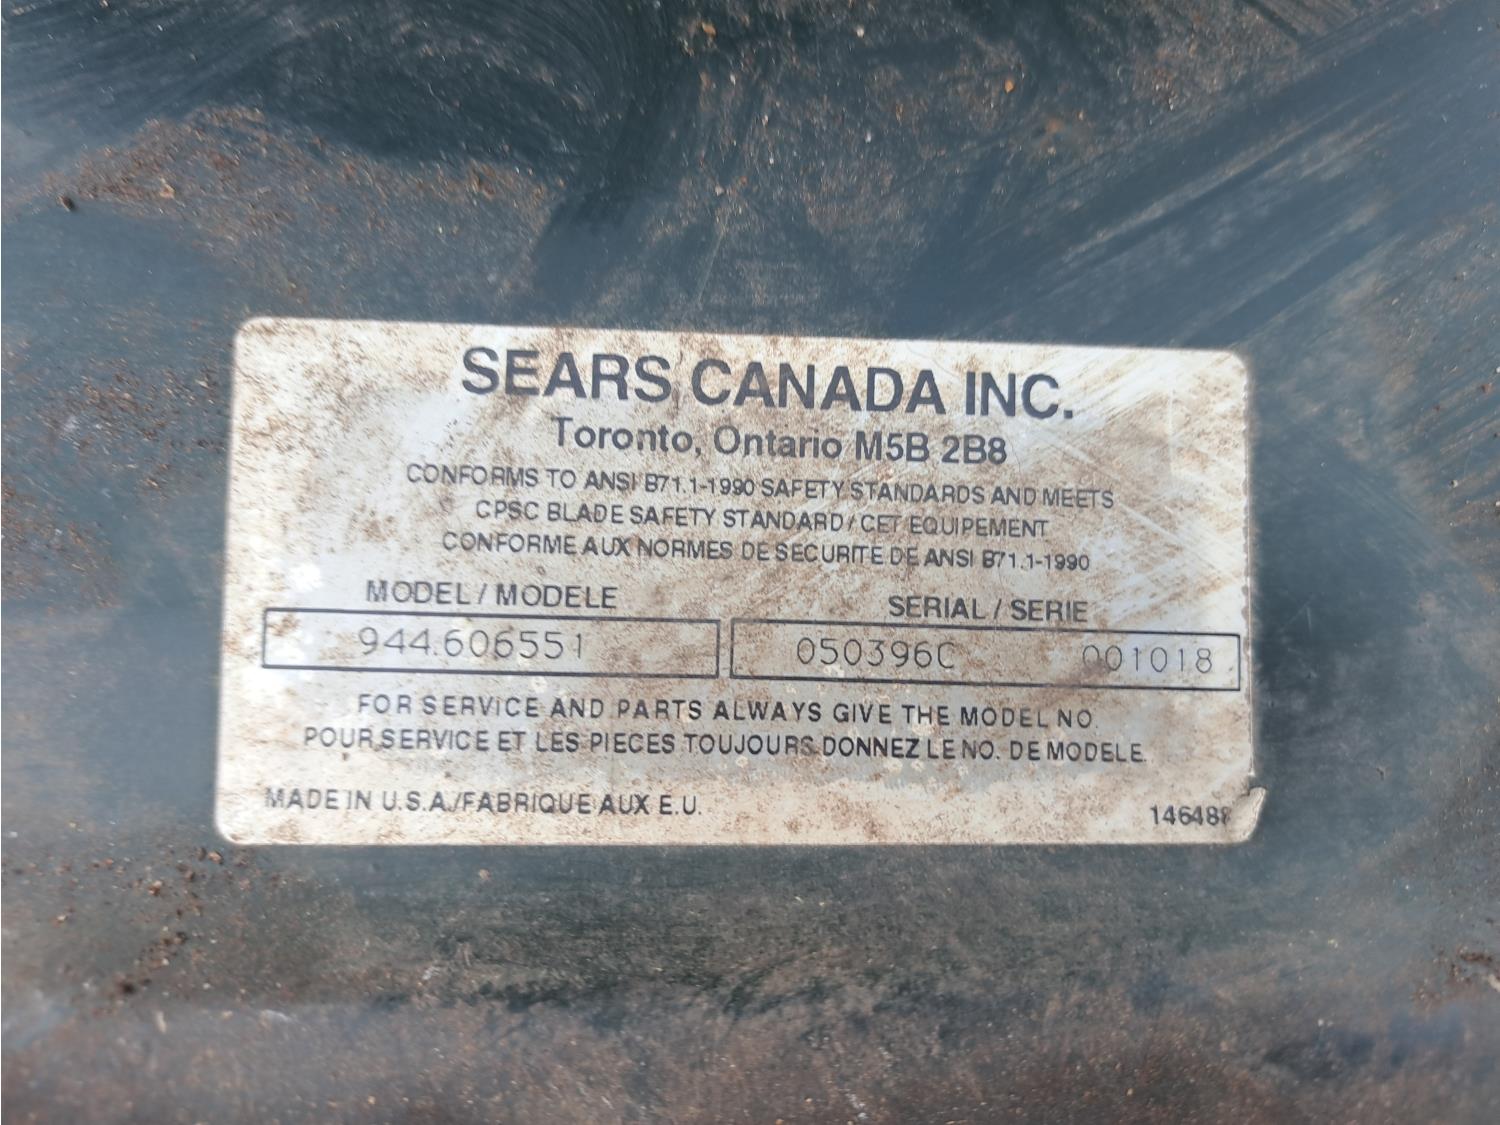 SEARS CANADA INC.
Toronto, Ontario M5B 2B8
CONFORMS TO ANSI B71.1-1990 SAFETY STANDARDS AND MEETS
CPSC BLADE SAFETY STANDARD / CET EQUIPEMENT
CONFORME AUX NORMES DE SECURITE DE ANSI B71.1-1990
MODEL / MODELE SERIAL / SERIE
944.606551 050396C 001018
FOR SERVICE AND PARTS ALWAYS GIVE THE MODEL NO.
POUR SERVICE ET LES PIECES TOUJOURS DONNEZ LE NO. DE MODELE.
MADE IN U.S.A./FABRIQUE AUX E.U.